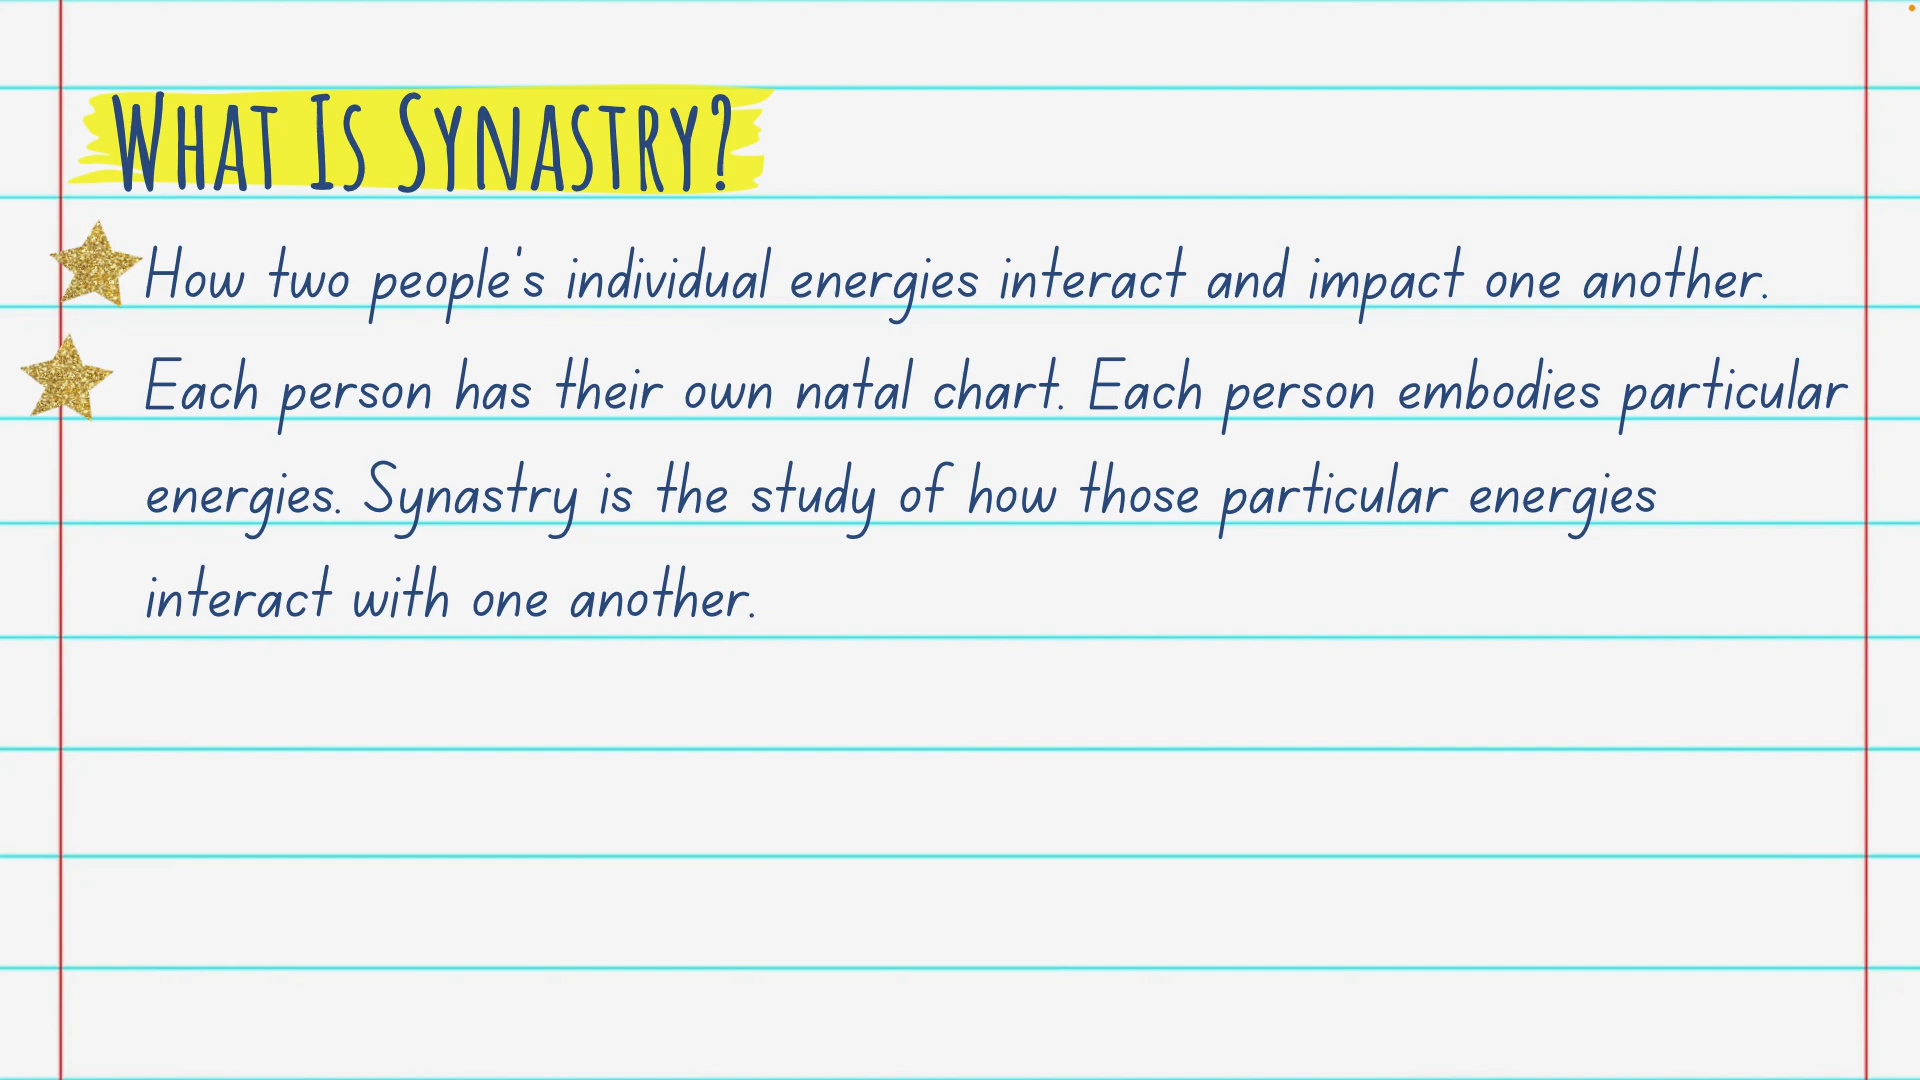 What Is Synastry?
How two people's individual energies interact and impact one another.
Each person has their own natal chart. Each person embodies particular
energies. Synastry is the study of how those particular energies
interact with one another.